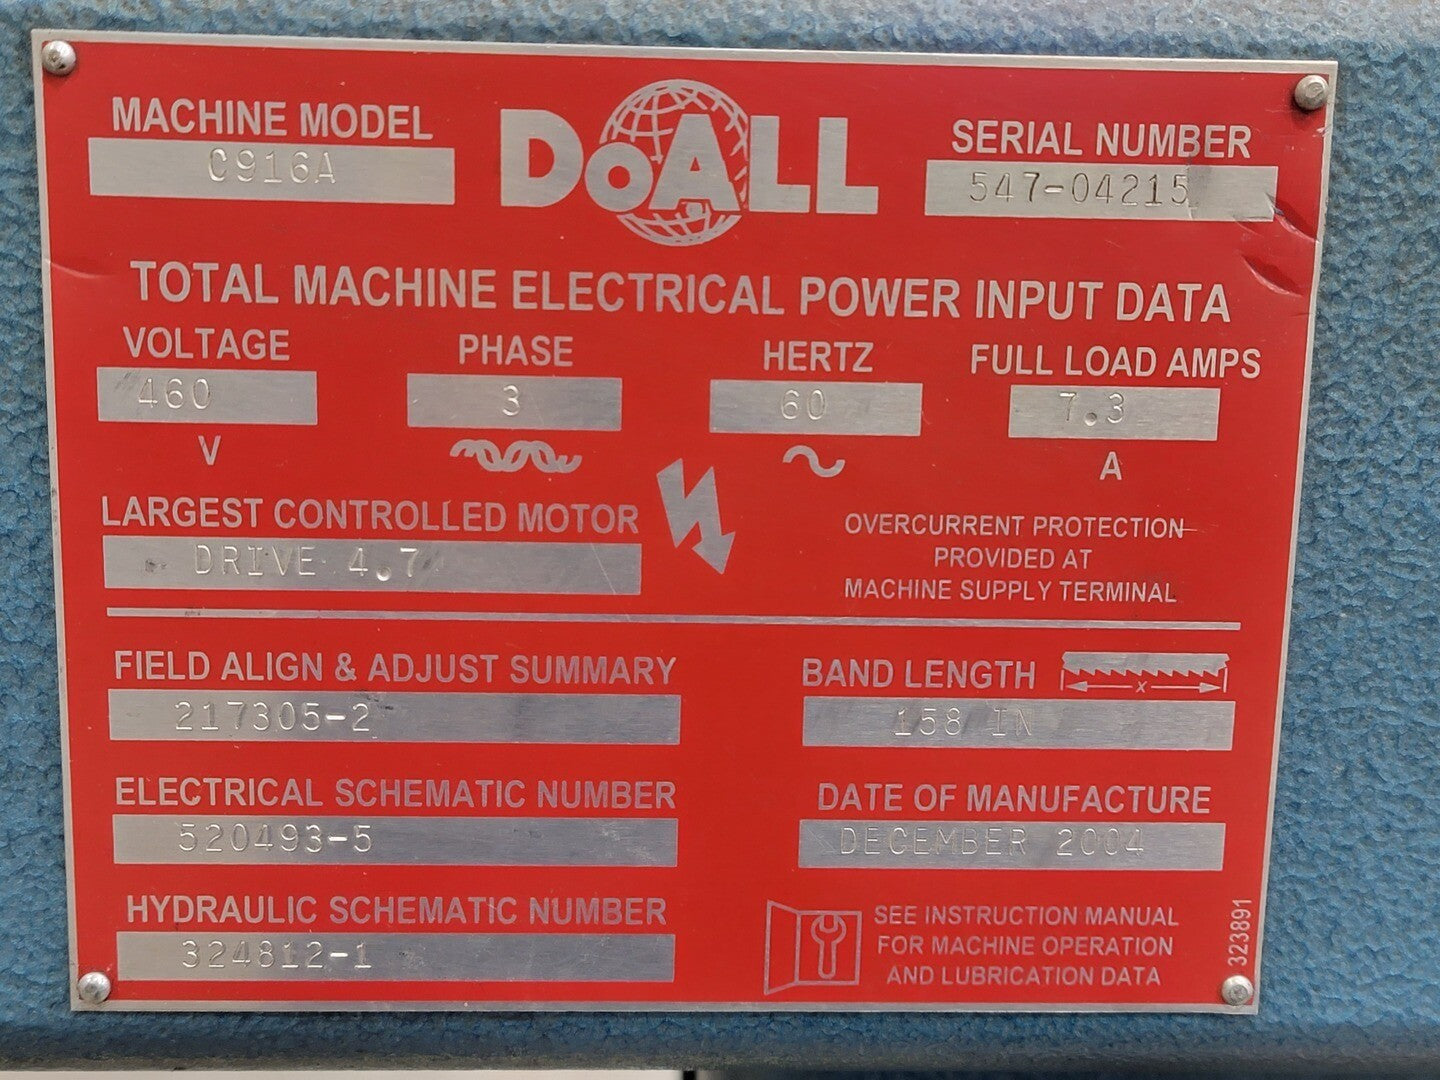 MACHINE MODEL
C916A
DOALL
SERIAL NUMBER
547-04215
TOTAL MACHINE ELECTRICAL POWER INPUT DATA
VOLTAGE
460
V
PHASE
3
HERTZ
60
FULL LOAD AMPS
7.3
A
LARGEST CONTROLLED MOTOR
DRIVE 4.7
OVERCURRENT PROTECTION
PROVIDED AT
MACHINE SUPPLY TERMINAL
FIELD ALIGN & ADJUST SUMMARY
217305-2
BAND LENGTH
x
158 IN
ELECTRICAL SCHEMATIC NUMBER
520493-5
DATE OF MANUFACTURE
DECEMBER 2004
HYDRAULIC SCHEMATIC NUMBER
324812-1
SEE INSTRUCTION MANUAL
FOR MACHINE OPERATION
AND LUBRICATION DATA
323891